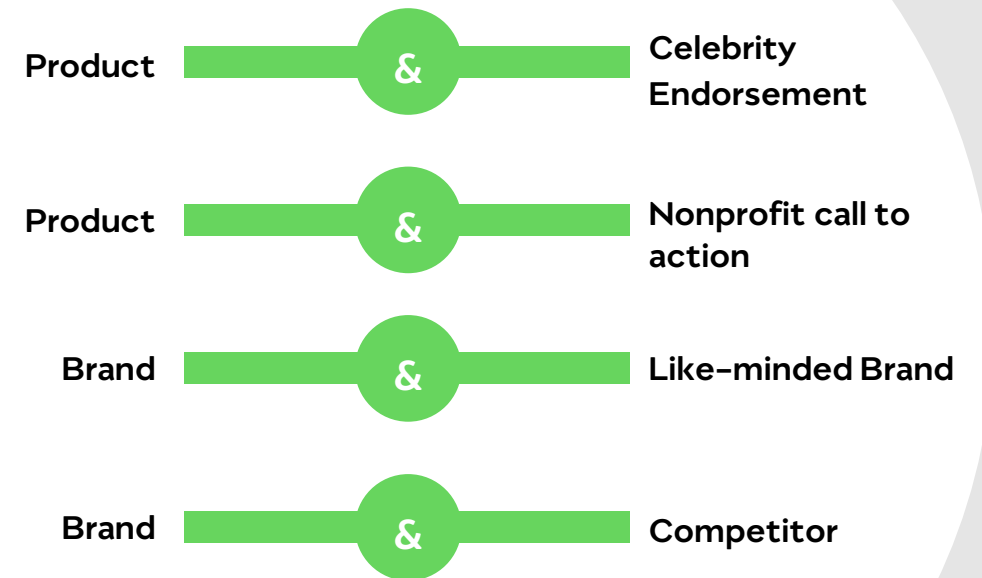 Product & Celebrity
Endorsement
Product & Nonprofit call to
action
Brand & Like-minded Brand
Brand & Competitor